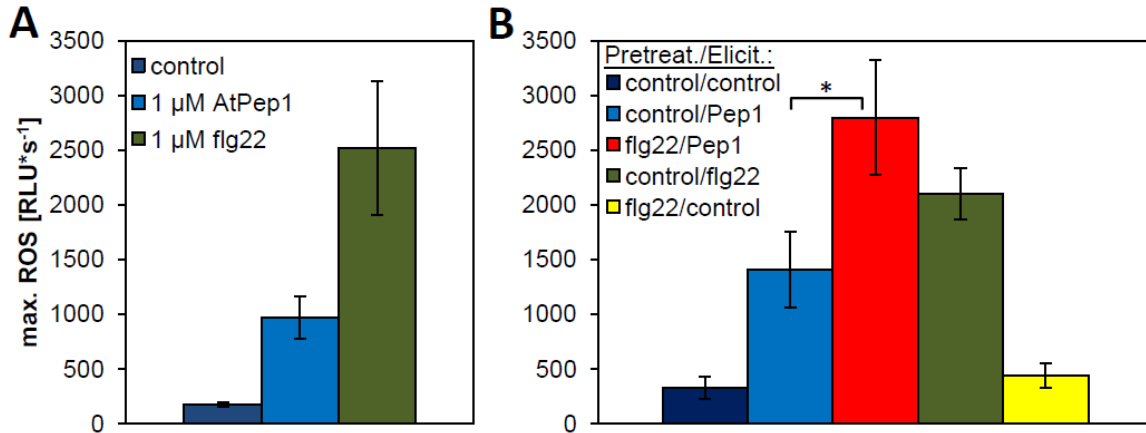 A
max. ROS [RLU*s⁻¹]
3500
3000
2500
2000
1500
1000
500
0
control
1 µM AtPep1
1 µM flg22
B
3500
3000
2500
2000
1500
1000
500
0
Pretreat./Elicit.:
control/control
control/Pep1
flg22/Pep1
control/flg22
flg22/control
*